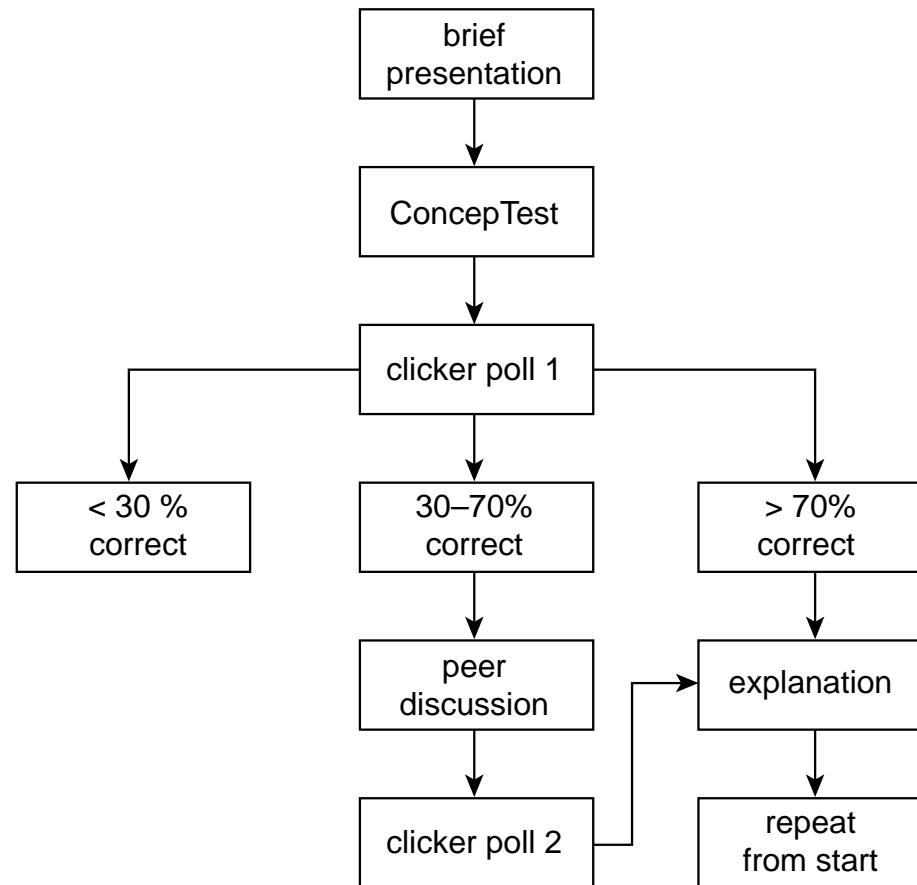 brief
presentation
ConcepTest
clicker poll 1
< 30 %
correct
30–70%
correct
> 70%
correct
peer
discussion
explanation
clicker poll 2
repeat
from start